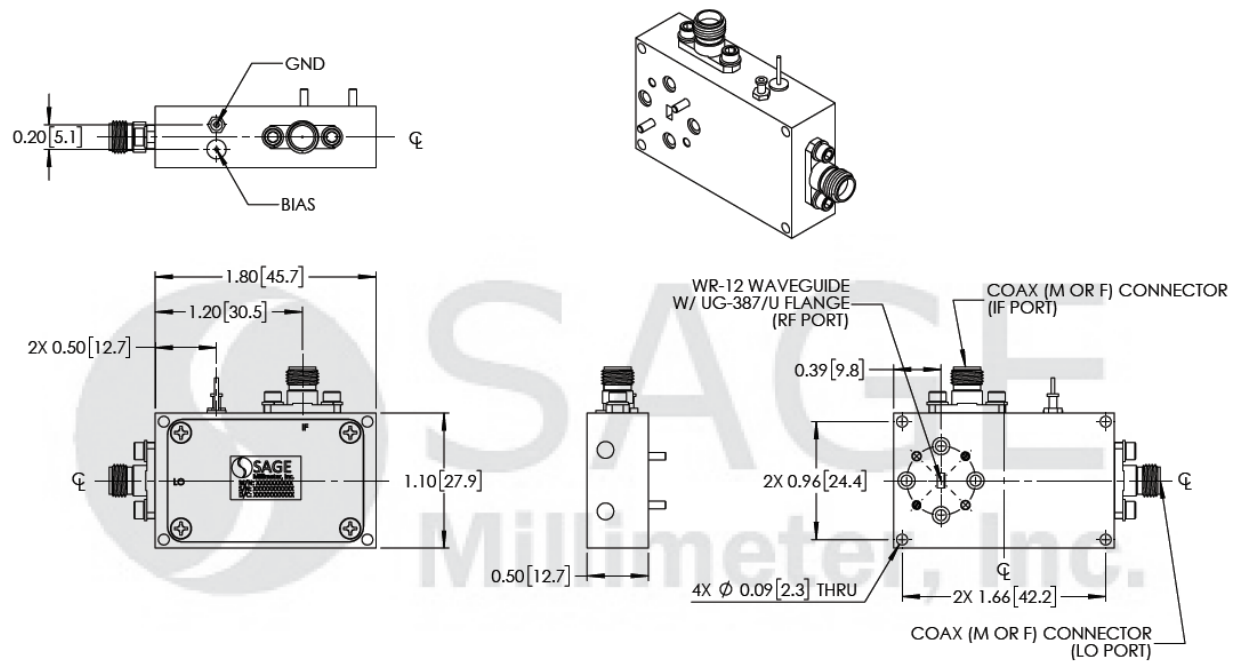 GND
0.20[5.1]
℄
BIAS
1.80[45.7]
1.20[30.5]
2X 0.50[12.7]
IF
LO
SAGE
Millimeter, Inc.
℄
1.10[27.9]
0.50[12.7]
WR-12 WAVEGUIDE
W/ UG-387/U FLANGE
(RF PORT)
COAX (M OR F) CONNECTOR
(IF PORT)
0.39[9.8]
2X 0.96[24.4]
℄
4X Ø 0.09[2.3] THRU
℄
2X 1.66[42.2]
COAX (M OR F) CONNECTOR
(LO PORT)
SAGE
Millimeter, Inc.